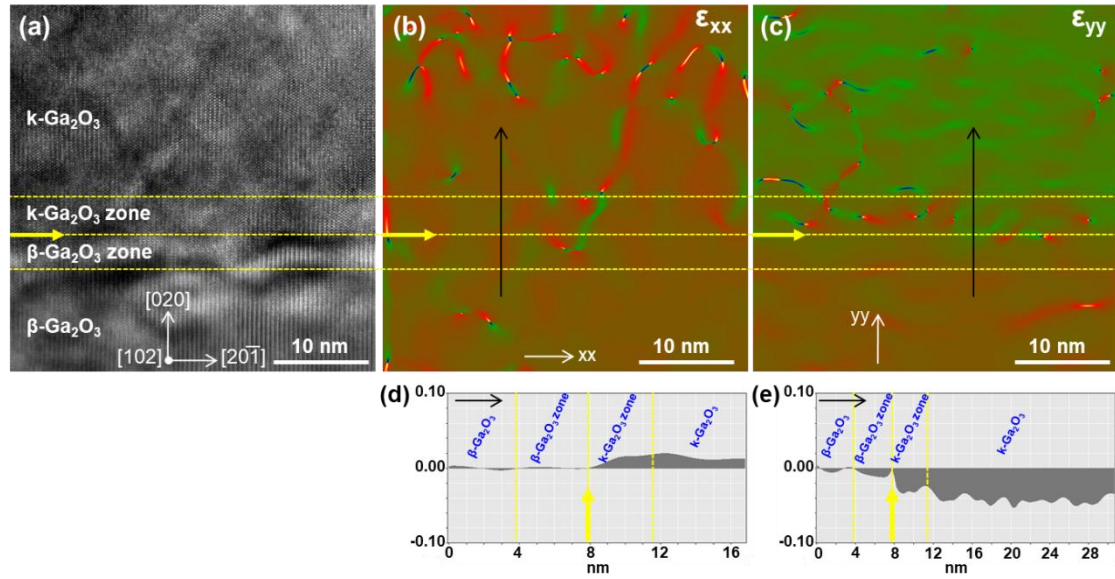 (a)
k-Ga₂O₃
k-Ga₂O₃ zone
β-Ga₂O₃ zone
β-Ga₂O₃
[020]
[102]
[201̄]
10 nm
(b)
εxx
xx
10 nm
(c)
εyy
yy
10 nm
(d)
0.10
0.00
-0.10
β-Ga₂O₃
β-Ga₂O₃ zone
k-Ga₂O₃ zone
k-Ga₂O₃
0 4 8 12 16
nm
(e)
0.10
0.00
-0.10
β-Ga₂O₃
β-Ga₂O₃ zone
k-Ga₂O₃ zone
k-Ga₂O₃
0 4 8 12 16 20 24 28
nm